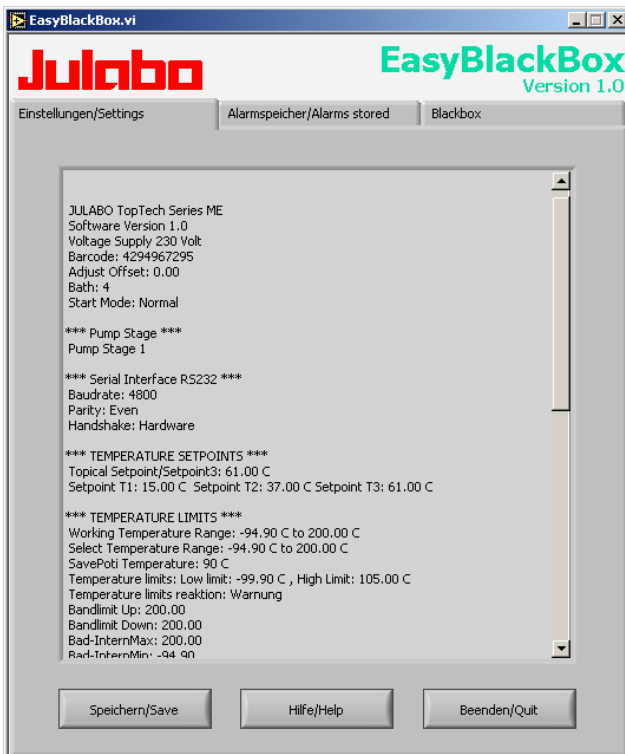 EasyBlackBox.vi
Julabo
EasyBlackBox
Version 1.0
Einstellungen/Settings
Alarmspeicher/Alarms stored
Blackbox
JULABO TopTech Series ME
Software Version 1.0
Voltage Supply 230 Volt
Barcode: 4294967295
Adjust Offset: 0.00
Bath: 4
Start Mode: Normal
*** Pump Stage ***
Pump Stage 1
*** Serial Interface RS232 ***
Baudrate: 4800
Parity: Even
Handshake: Hardware
*** TEMPERATURE SETPOINTS ***
Topical Setpoint/Setpoint3: 61.00 C
Setpoint T1: 15.00 C  Setpoint T2: 37.00 C Setpoint T3: 61.00 C
*** TEMPERATURE LIMITS ***
Working Temperature Range: -94.90 C to 200.00 C
Select Temperature Range: -94.90 C to 200.00 C
SavePoti Temperature: 90 C
Temperature limits: Low limit: -99.90 C , High Limit: 105.00 C
Temperature limits reaktion: Warnung
Bandlimit Up: 200.00
Bandlimit Down: 200.00
Bad-InternMax: 200.00
Bad-InternMin: -94.90
Speichern/Save
Hilfe/Help
Beenden/Quit